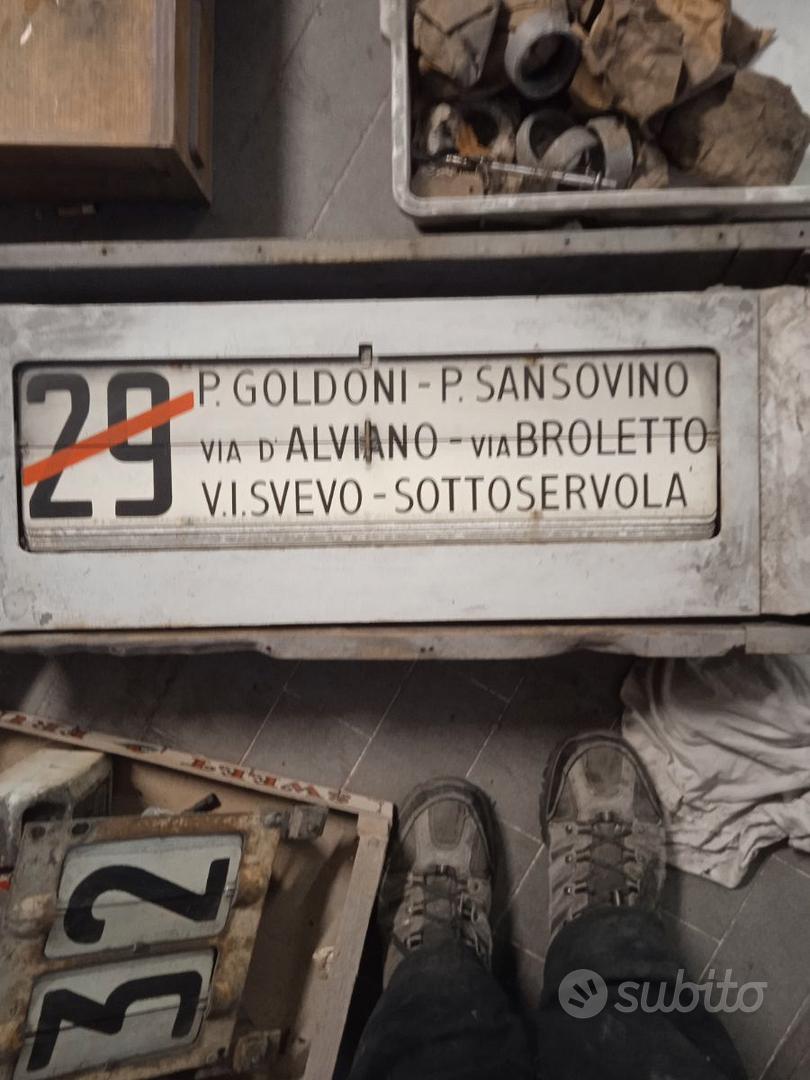 29
P. GOLDONI - P. SANSOVINO
VIA D'ALVIANO - VIA BROLETTO
V.I.SVEVO - SOTTOSERVOLA
32
subito